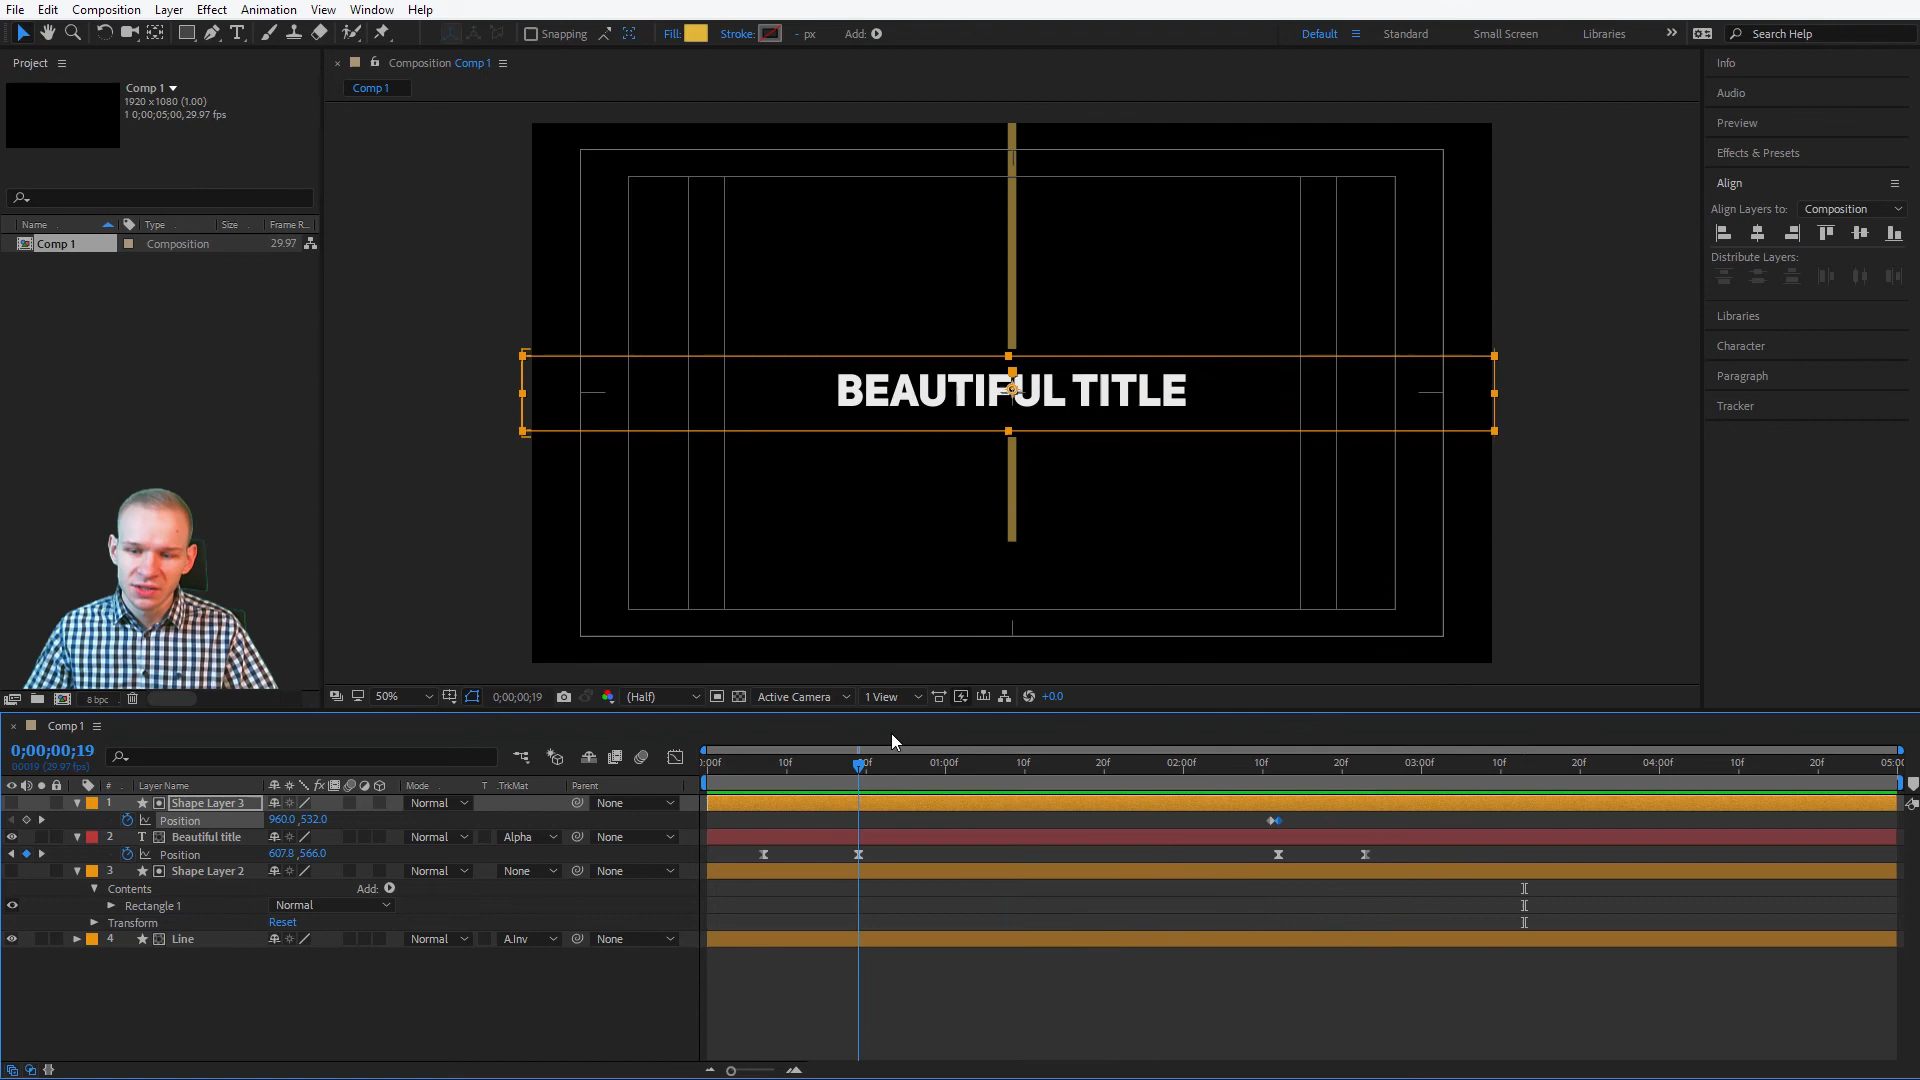 File Edit Composition Layer Effect Animation View Window Help
Snapping Fill: Stroke: - px Add: Default Standard Small Screen Libraries Search Help
Project
Composition Comp 1
Comp 1
Comp 1
1920 x1080 (1.00)
1 0;00;05;00, 29.97 fps
Name Type Size Frame R...
Comp 1 Composition 29.97
BEAUTIFUL TITLE
Info
Audio
Preview
Effects & Presets
Align
Align Layers to: Composition
Distribute Layers:
Libraries
Character
Paragraph
Tracker
8 bpc
50% 0;00;00;19 (Half) Active Camera 1 View +0.0
Comp 1
0;00;00;19
00019 (29.97 fps)
0:00f 10f 20f 01:00f 10f 20f 02:00f 10f 20f 03:00f 10f 20f 04:00f 10f 20f 05:00
# Layer Name Mode T .TrkMat Parent
1 Shape Layer 3 Normal None
Position 960.0,532.0
2 T Beautiful title Normal Alpha None
Position 607.8,566.0
3 Shape Layer 2 Normal None None
Contents Add:
Rectangle 1 Normal
Transform Reset
4 Line Normal A.Inv None